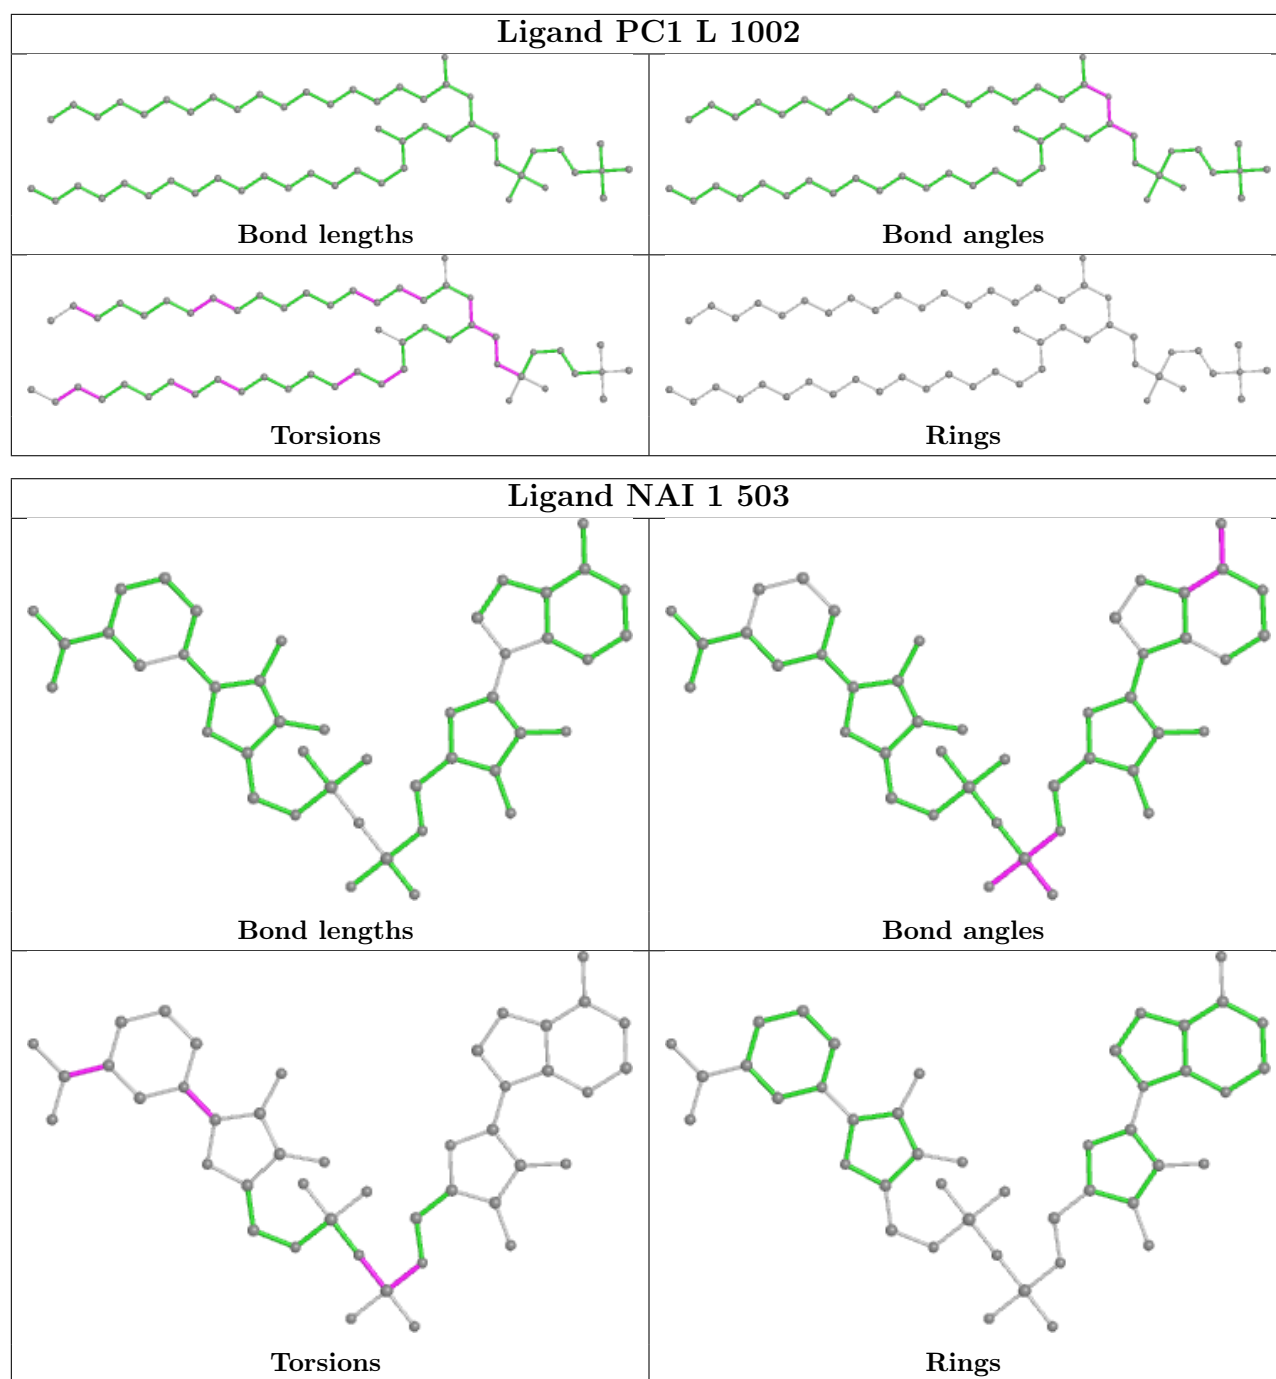 Ligand PC1 L 1002
Bond lengths
Bond angles
Torsions
Rings
Ligand NAI 1 503
Bond lengths
Bond angles
Torsions
Rings